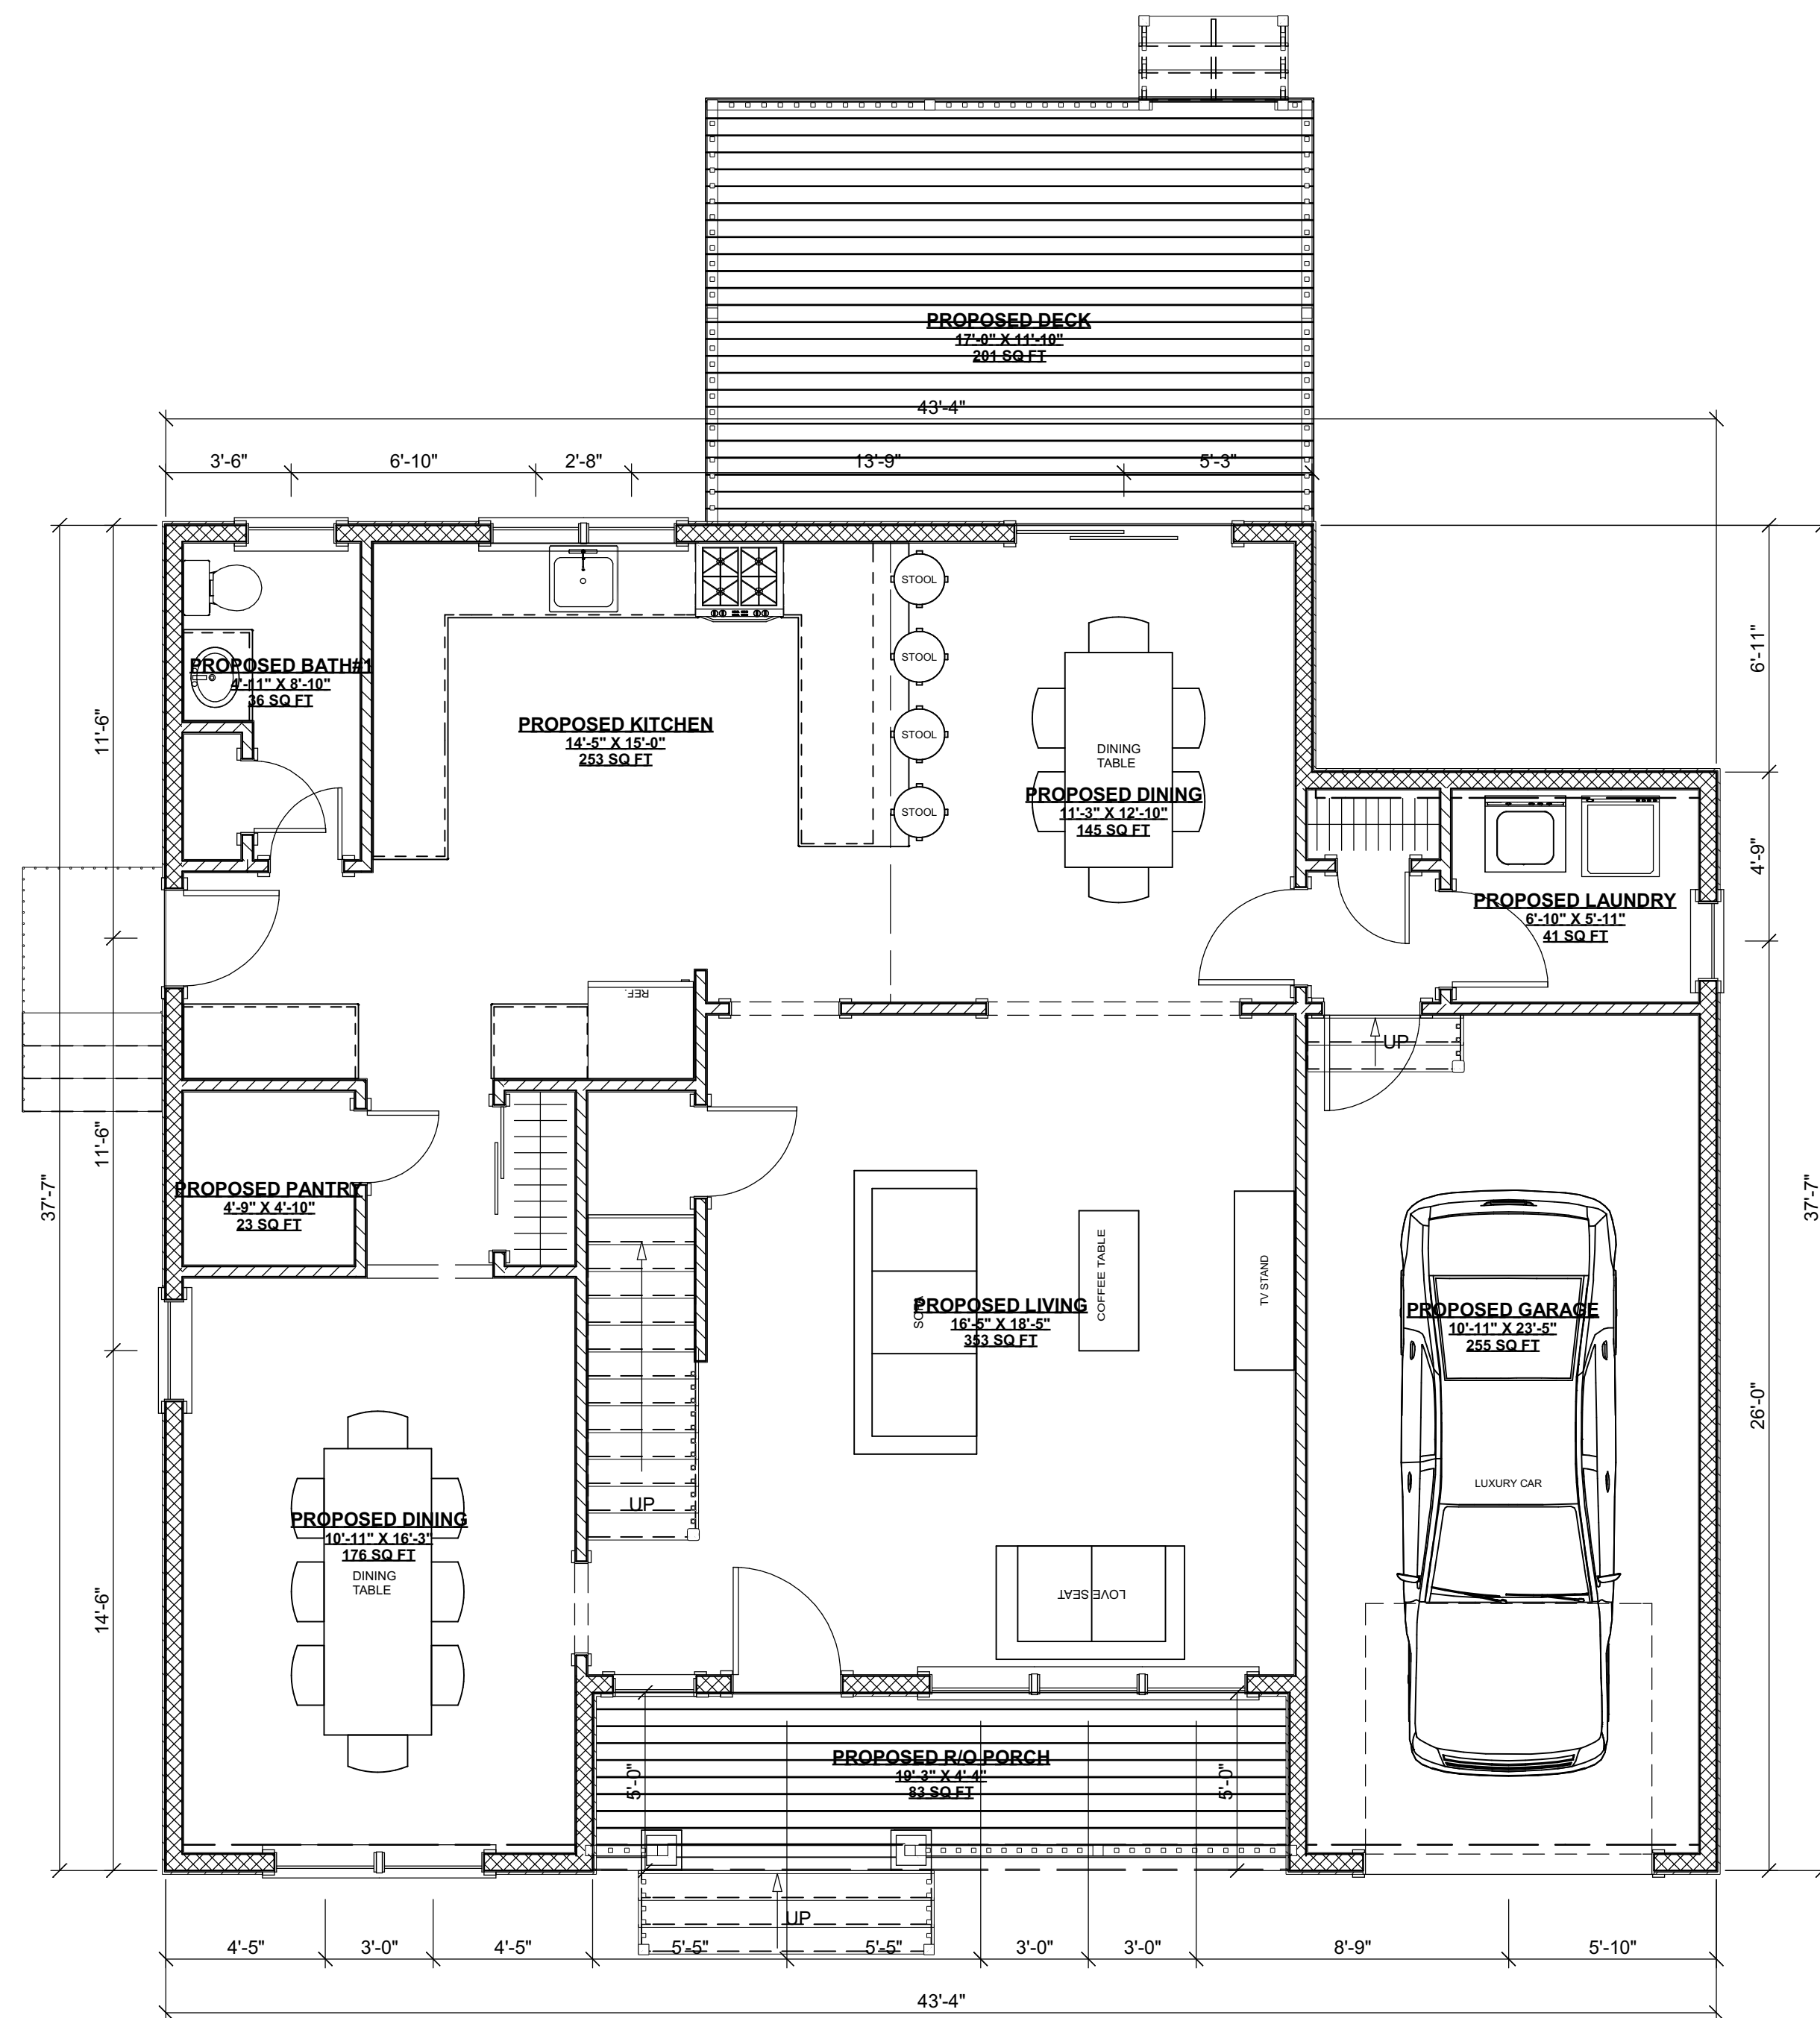 PROPOSED DECK
17'-0" X 11'-10"
201 SQ FT
43'-4"
3'-6"
6'-10"
2'-8"
13'-9"
5'-3"
STOOL
STOOL
STOOL
STOOL
PROPOSED BATH#1
4'-11" X 8'-10"
36 SQ FT
PROPOSED KITCHEN
14'-5" X 15'-0"
253 SQ FT
DINING
TABLE
PROPOSED DINING
11'-3" X 12'-10"
145 SQ FT
6'-11"
4'-9"
11'-6"
PROPOSED LAUNDRY
6'-10" X 5'-11"
41 SQ FT
REF.
UP
11'-6"
37'-7"
37'-7"
PROPOSED PANTRY
4'-9" X 4'-10"
23 SQ FT
SOFA
PROPOSED LIVING
16'-5" X 18'-5"
353 SQ FT
COFFEE TABLE
TV STAND
PROPOSED GARAGE
10'-11" X 23'-5"
255 SQ FT
26'-0"
LUXURY CAR
UP
PROPOSED DINING
10'-11" X 16'-3"
176 SQ FT
DINING
TABLE
14'-6"
LOVE SEAT
PROPOSED R/O PORCH
19'-3" X 4'-4"
83 SQ FT
5'-0"
5'-0"
UP
4'-5"
3'-0"
4'-5"
5'-5"
5'-5"
3'-0"
3'-0"
8'-9"
5'-10"
43'-4"